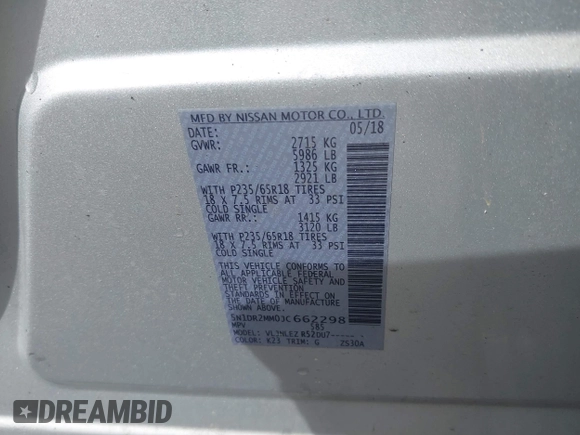 MFD BY NISSAN MOTOR CO., LTD.
DATE: 05/18
GVWR: 2715 KG
5986 LB
GAWR FR.: 1325 KG
2921 LB
WITH P235/65R18 TIRES
18 X 7.5 RIMS AT 33 PSI
COLD SINGLE
GAWR RR.: 1415 KG
3120 LB
WITH P235/65R18 TIRES
18 X 7.5 RIMS AT 33 PSI
COLD SINGLE
THIS VEHICLE CONFORMS TO
ALL APPLICABLE FEDERAL
MOTOR VEHICLE SAFETY AND
THEFT PREVENTION
STANDARDS IN EFFECT ON THE
DATE OF MANUFACTURE
SHOWN ABOVE.
5N1DR2MM0JC662298
MPV 585
MODEL:
COLOR: K23 TRIM: G ZS30A
DREAMBID